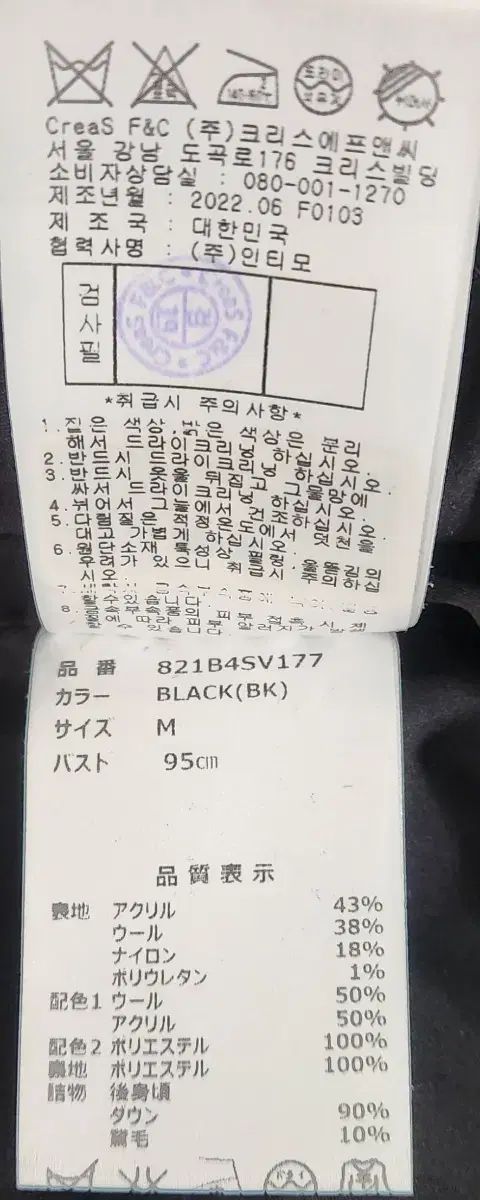 CreaS F&C (주)크리스에프앤씨
서울 강남 도곡로176 크리스빌딩
소비자상담실 : 080-001-1270
제조년월 : 2022.06 F0103
제 조 국 : 대한민국
협력사명 : (주)인티모
검사필
*취급시 주의사항*
1.짙은 색상,밝은 색상은 분리
해서 드라이크리닝 하십시오.
2.반드시 드라이크리닝 하십시오.
3.반드시 옷을 뒤집고 그물망에
싸서 드라이크리닝 하십시오.
4.뉘어서 그늘에서 건조하십시오.
5.다림질은 적정온도에서 덧천을
대고 가볍게 하십시오.
6.원단소재 특성상 필링, 올뜯김의
우려가 있으니 취급시 주의하십
시오.
할 수 있습니다.
品番 821B4SV177
カラー BLACK(BK)
サイズ M
バスト 95cm
品質表示
表地 アクリル 43%
ウール 38%
ナイロン 18%
ポリウレタン 1%
配色1 ウール 50%
アクリル 50%
配色2 ポリエステル 100%
裏地 ポリエステル 100%
詰物 後身頃
ダウン 90%
10%